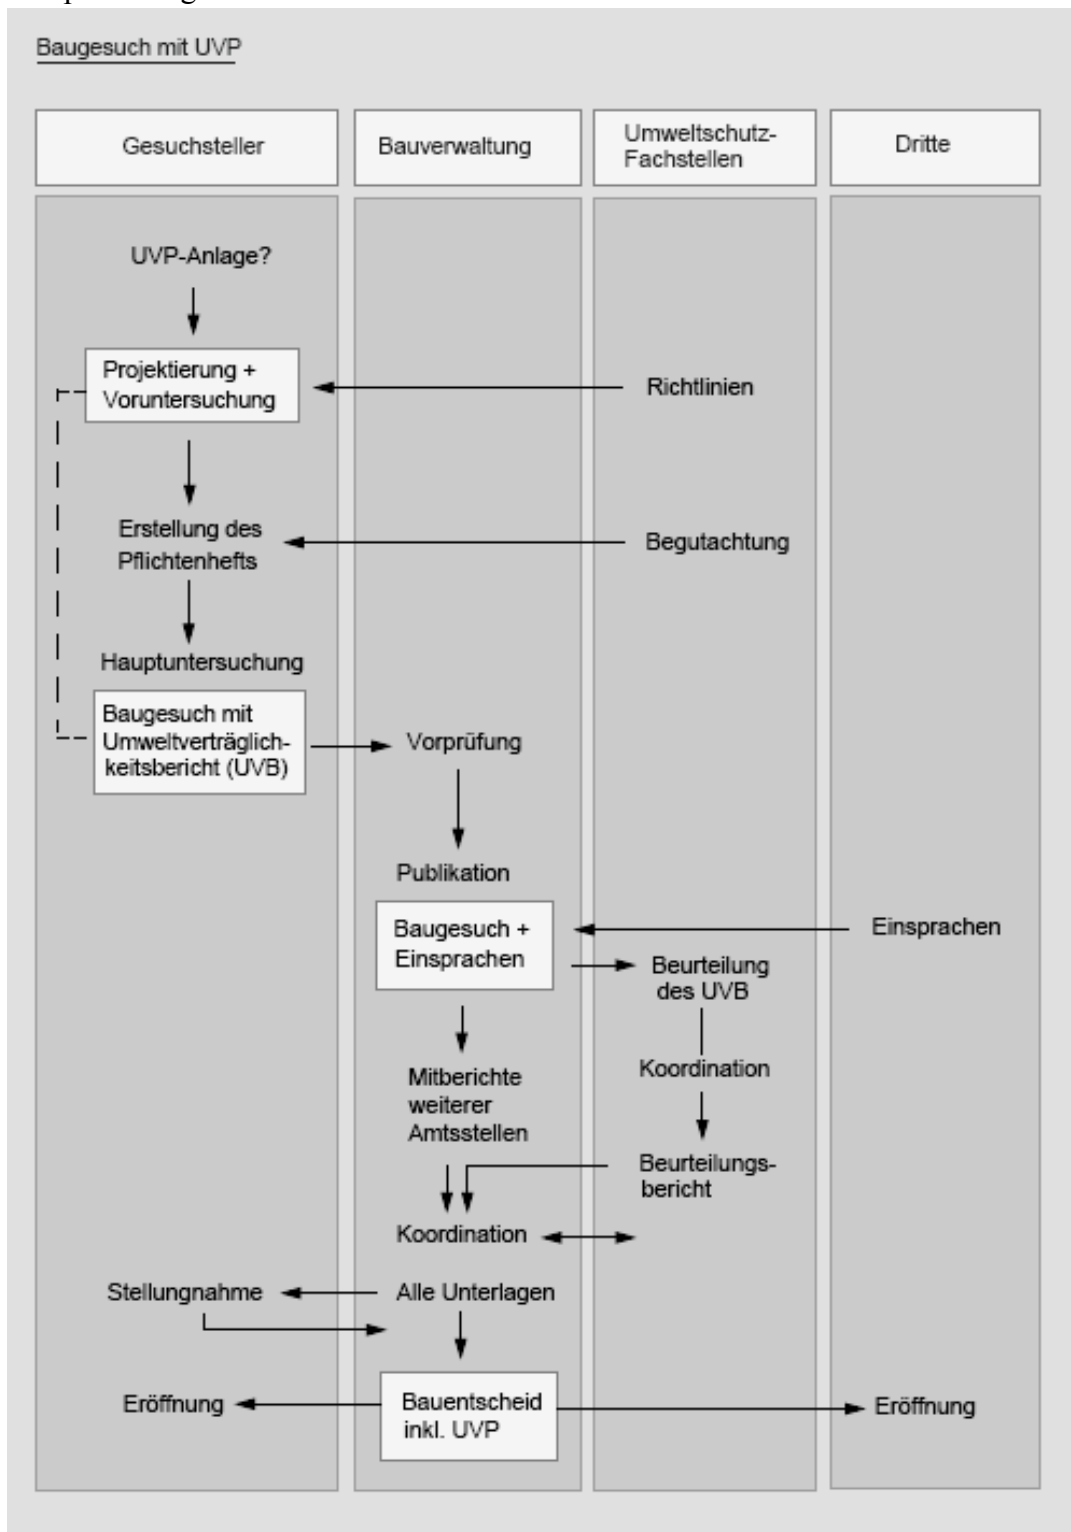 Baugesuch mit UVP
Gesuchsteller
Bauverwaltung
Umweltschutz-
Fachstellen
Dritte
UVP-Anlage?
Projektierung +
Voruntersuchung
Richtlinien
Erstellung des
Pflichtenhefts
Begutachtung
Hauptuntersuchung
Baugesuch mit
Umweltverträglich-
keitsbericht (UVB)
Vorprüfung
Publikation
Baugesuch +
Einsprachen
Einsprachen
Beurteilung
des UVB
Koordination
Mitberichte
weiterer
Amtsstellen
Beurteilungs-
bericht
Koordination
Stellungnahme
Alle Unterlagen
Eröffnung
Bauentscheid
inkl. UVP
Eröffnung